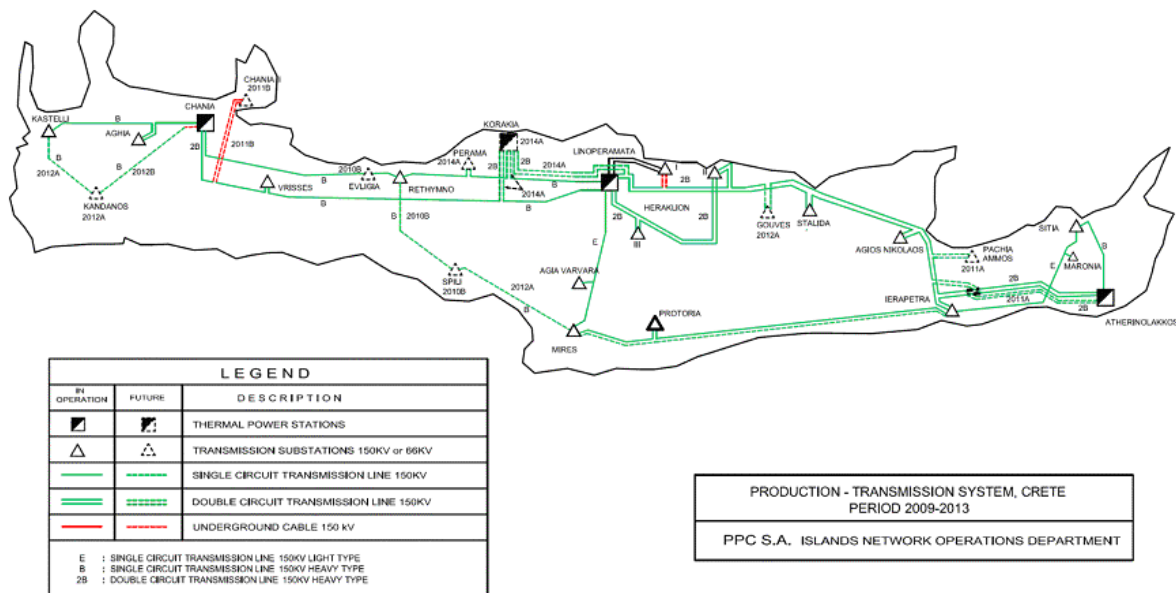 CHANIA II
2011B
CHANIA
KASTELLI
B
AGHIA
2B
2011B
B
2012A
B
2012B
KANDANOS
2012A
VRISSES
B
2010B
EVLIGIA
PERAMA
2014A
RETHYMNO
B
2010B
B
KORAKIA
2014A
2B
2B
2014A
B
2014A
B
LINOPERAMATA
I
2B
II
HERAKLION
2B
III
2B
E
GOUVES
2012A
STALIDA
AGIOS NIKOLAOS
PACHIA
AMMOS
2011A
SITIA
B
E
MARONIA
2B
2011A
2B
ATHERINOLAKKOS
IERAPETRA
SPILI
2010B
2012A
B
AGIA VARVARA
MIRES
PROTORIA
LEGEND
IN
OPERATION
FUTURE
DESCRIPTION
THERMAL POWER STATIONS
TRANSMISSION SUBSTATIONS 150KV or 66KV
SINGLE CIRCUIT TRANSMISSION LINE 150KV
DOUBLE CIRCUIT TRANSMISSION LINE 150KV
UNDERGROUND CABLE 150 kV
E : SINGLE CIRCUIT TRANSMISSION LINE 150KV LIGHT TYPE
B : SINGLE CIRCUIT TRANSMISSION LINE 150KV HEAVY TYPE
2B : DOUBLE CIRCUIT TRANSMISSION LINE 150KV HEAVY TYPE
PRODUCTION - TRANSMISSION SYSTEM, CRETE
PERIOD 2009-2013
PPC S.A. ISLANDS NETWORK OPERATIONS DEPARTMENT